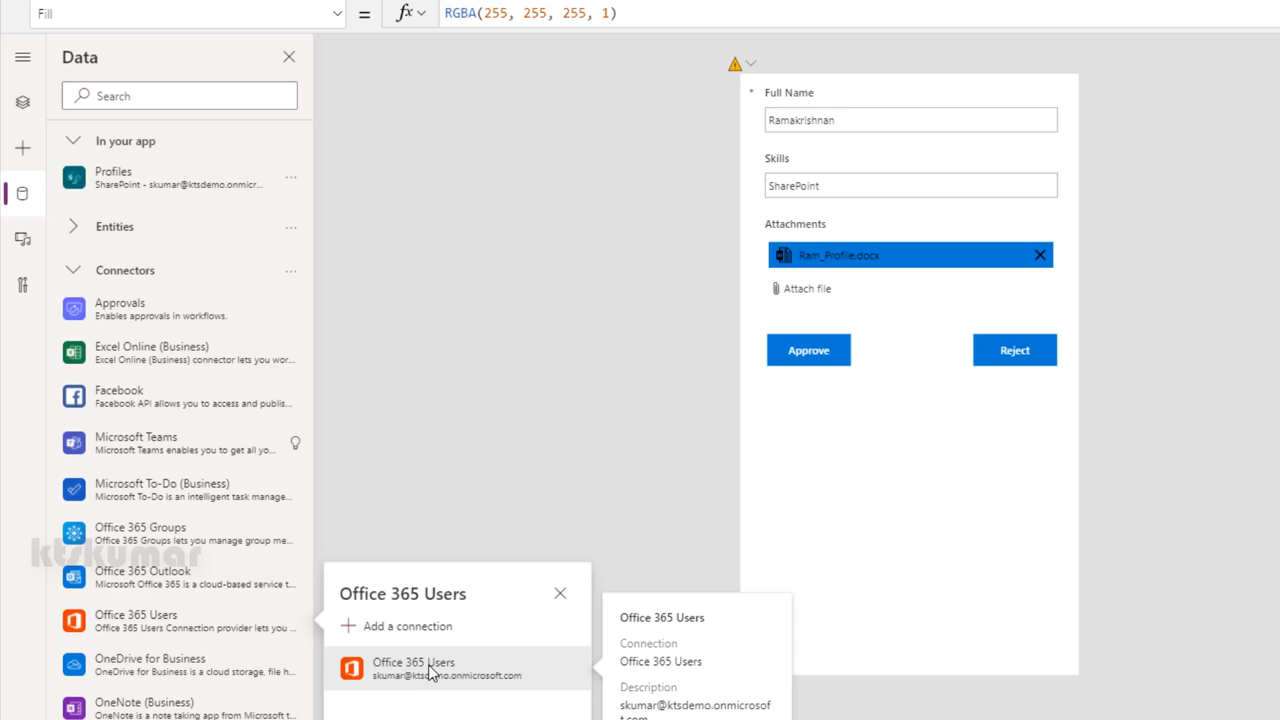 Fill
=
fx
RGBA(255, 255, 255, 1)
Data
Search
In your app
Profiles
SharePoint - skumar@ktsdemo.onmicr...
Entities
Connectors
Approvals
Enables approvals in workflows.
Excel Online (Business)
Excel Online (Business) connector lets you wor...
Facebook
Facebook API allows you to access and publis...
Microsoft Teams
Microsoft Teams enables you to get all yo...
Microsoft To-Do (Business)
Microsoft To-Do is an intelligent task manage...
Office 365 Groups
Office 365 Groups lets you manage group me...
ktskumar
Office 365 Outlook
Microsoft Office 365 is a cloud-based service t...
Office 365 Users
Office 365 Users Connection provider lets you ...
OneDrive for Business
OneDrive for Business is a cloud storage, file h...
OneNote (Business)
OneNote is a note taking app from Microsoft t...
Office 365 Users
Add a connection
Office 365 Users
skumar@ktsdemo.onmicrosoft.com
Office 365 Users
Connection
Office 365 Users
Description
skumar@ktsdemo.onmicrosof
t.com
* Full Name
Ramakrishnan
Skills
SharePoint
Attachments
Ram_Profile.docx
Attach file
Approve
Reject